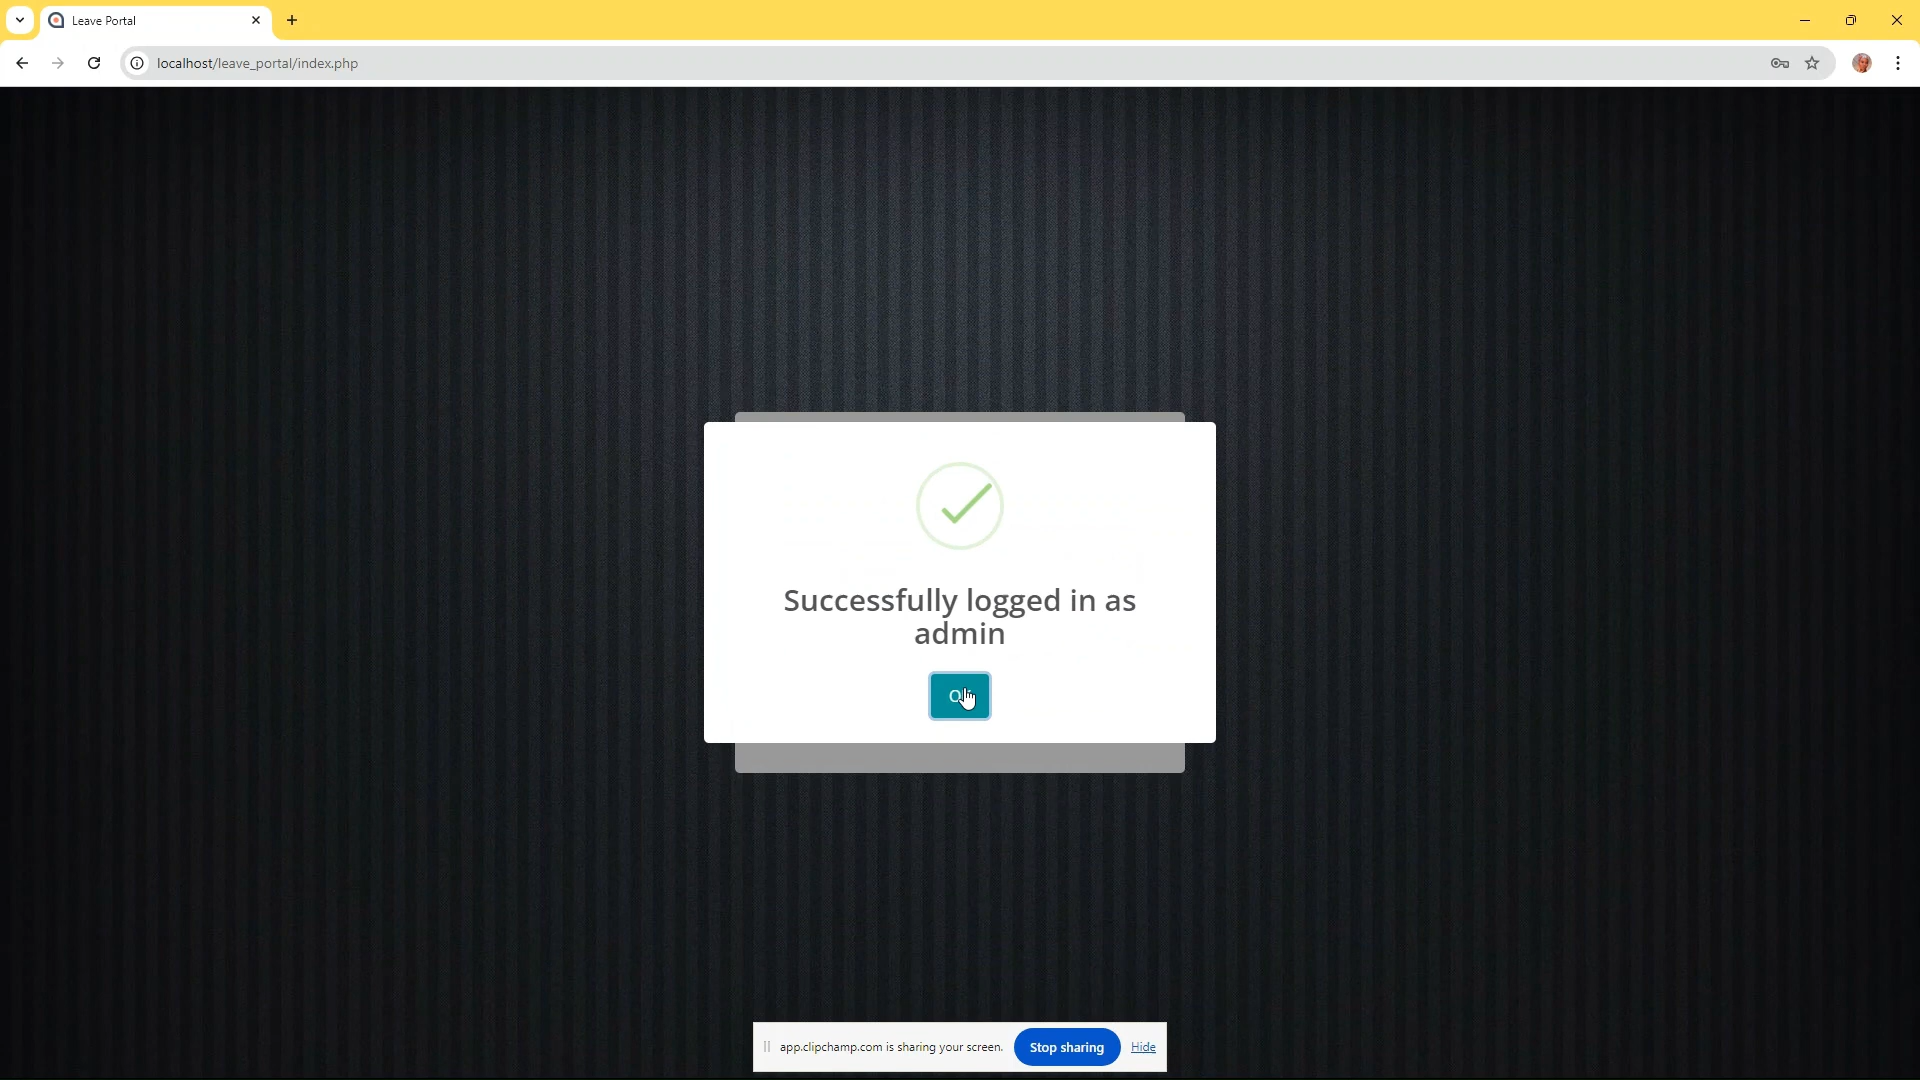 Leave Portal
localhost/leave_portal/index.php
Successfully logged in as
admin
app.clipchamp.com is sharing your screen.
Stop sharing
Hide